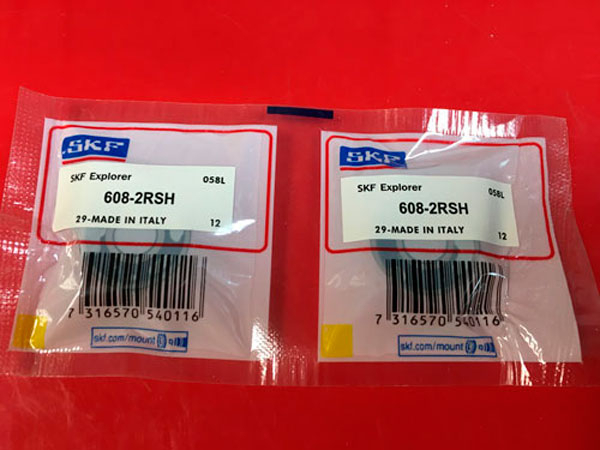 SKF
SKF Explorer 058L
608-2RSH
29-MADE IN ITALY 12
7 316570 540116
skf.com/mount
SKF
SKF Explorer 058L
608-2RSH
29-MADE IN ITALY 12
7 316570 540116
skf.com/mount